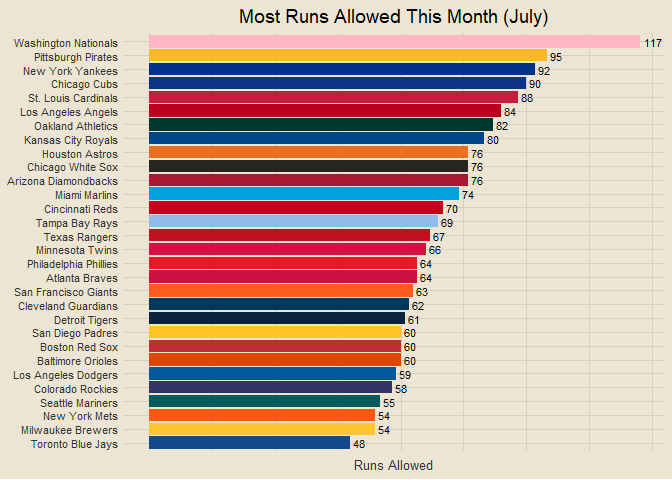 Most Runs Allowed This Month (July)
Washington Nationals 117
Pittsburgh Pirates 95
New York Yankees 92
Chicago Cubs 90
St. Louis Cardinals 88
Los Angeles Angels 84
Oakland Athletics 82
Kansas City Royals 80
Houston Astros 76
Chicago White Sox 76
Arizona Diamondbacks 76
Miami Marlins 74
Cincinnati Reds 70
Tampa Bay Rays 69
Texas Rangers 67
Minnesota Twins 66
Philadelphia Phillies 64
Atlanta Braves 64
San Francisco Giants 63
Cleveland Guardians 62
Detroit Tigers 61
San Diego Padres 60
Boston Red Sox 60
Baltimore Orioles 60
Los Angeles Dodgers 59
Colorado Rockies 58
Seattle Mariners 55
New York Mets 54
Milwaukee Brewers 54
Toronto Blue Jays 48
Runs Allowed